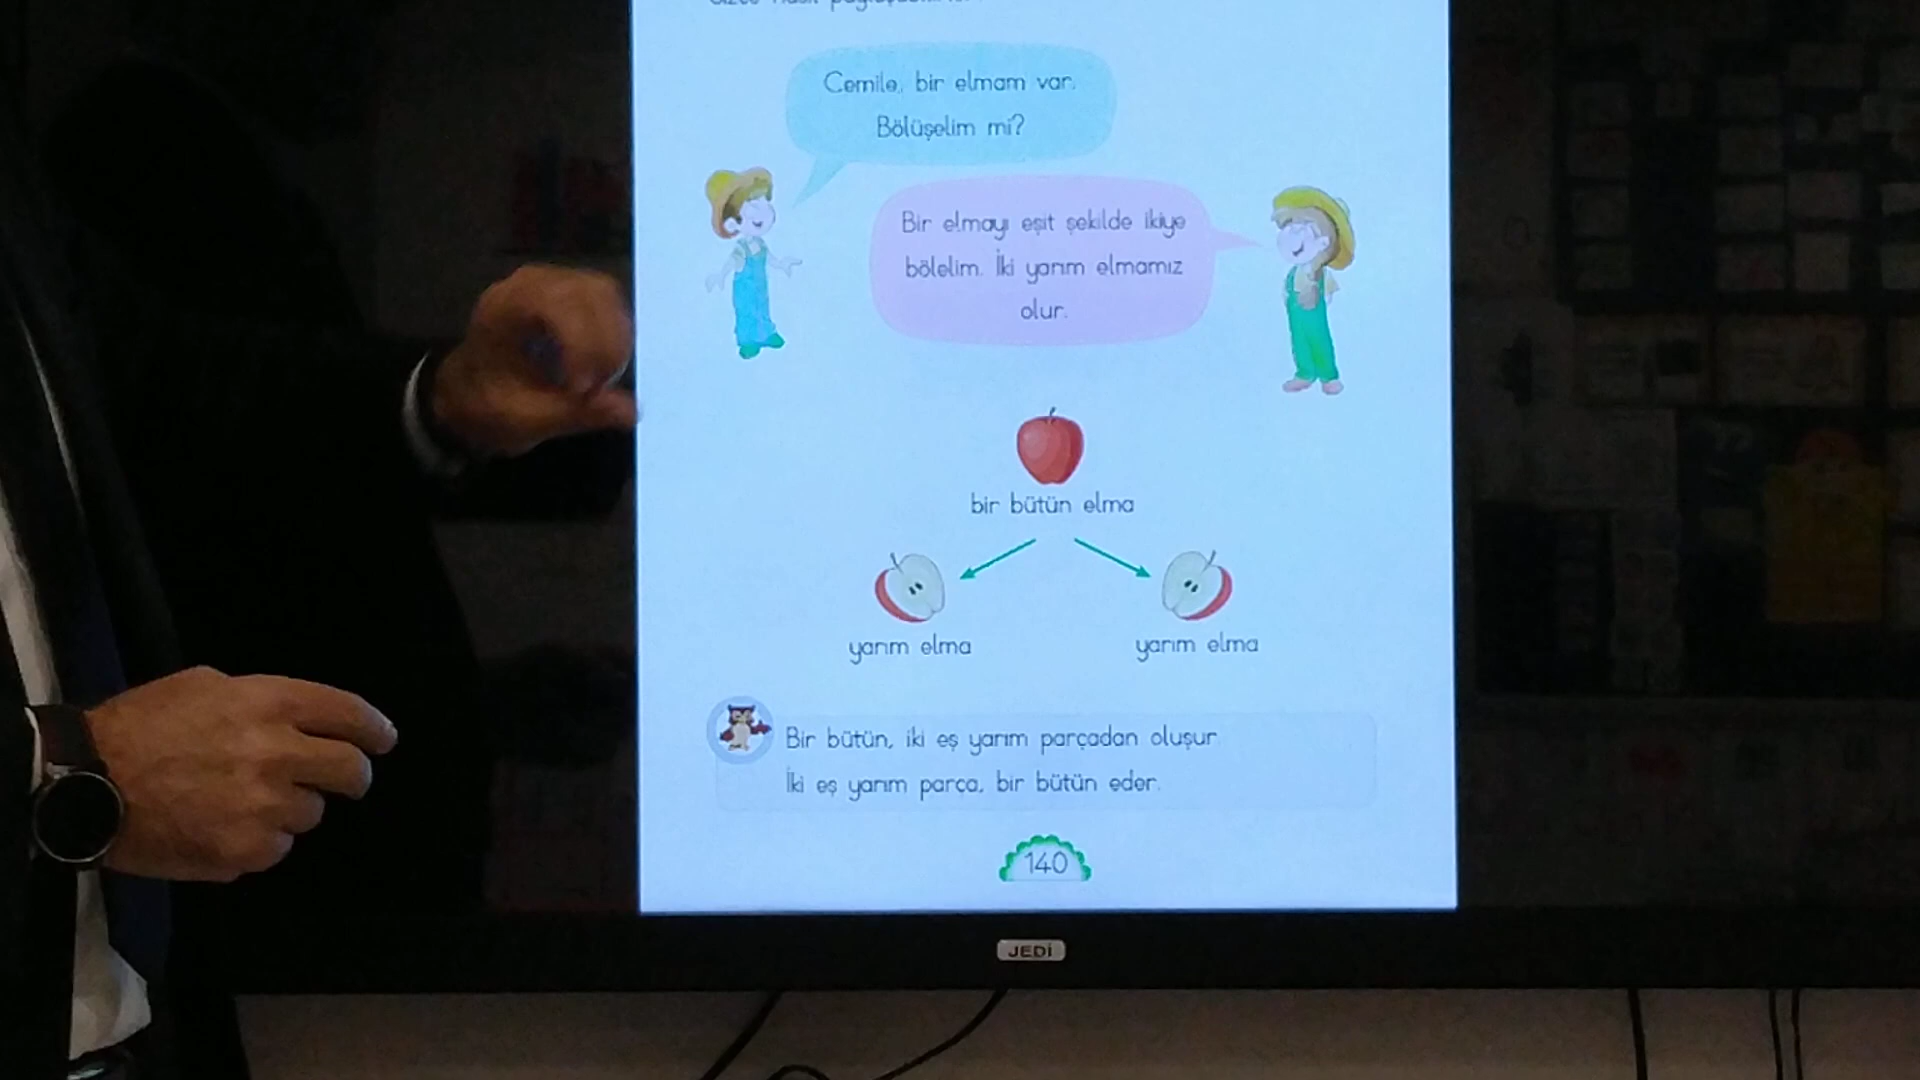 Cemile, bir elmam var.
Bölüşelim mi?
Bir elmayı eşit şekilde ikiye
bölelim. İki yarım elmamız
olur.
bir bütün elma
yarım elma
yarım elma
Bir bütün, iki eş yarım parçadan oluşur.
İki eş yarım parça, bir bütün eder.
140
JEDİ